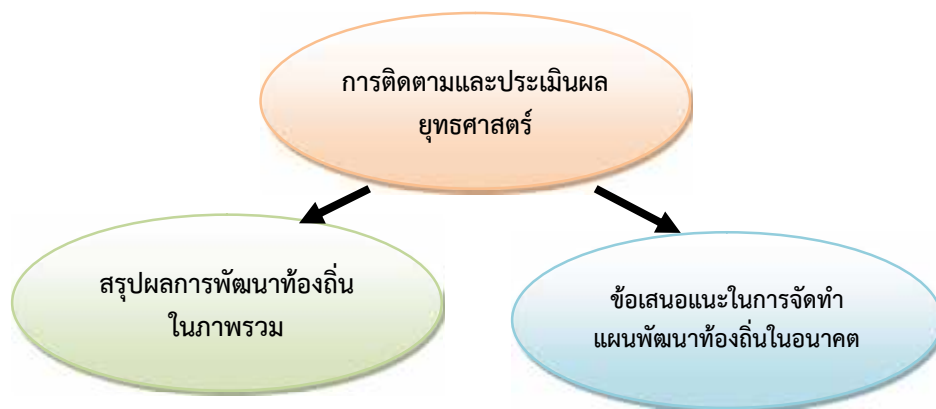 การติดตามและประเมินผล
ยุทธศาสตร์
สรุปผลการพัฒนาท้องถิ่น
ในภาพรวม
ข้อเสนอแนะในการจัดทำ
แผนพัฒนาท้องถิ่นในอนาคต